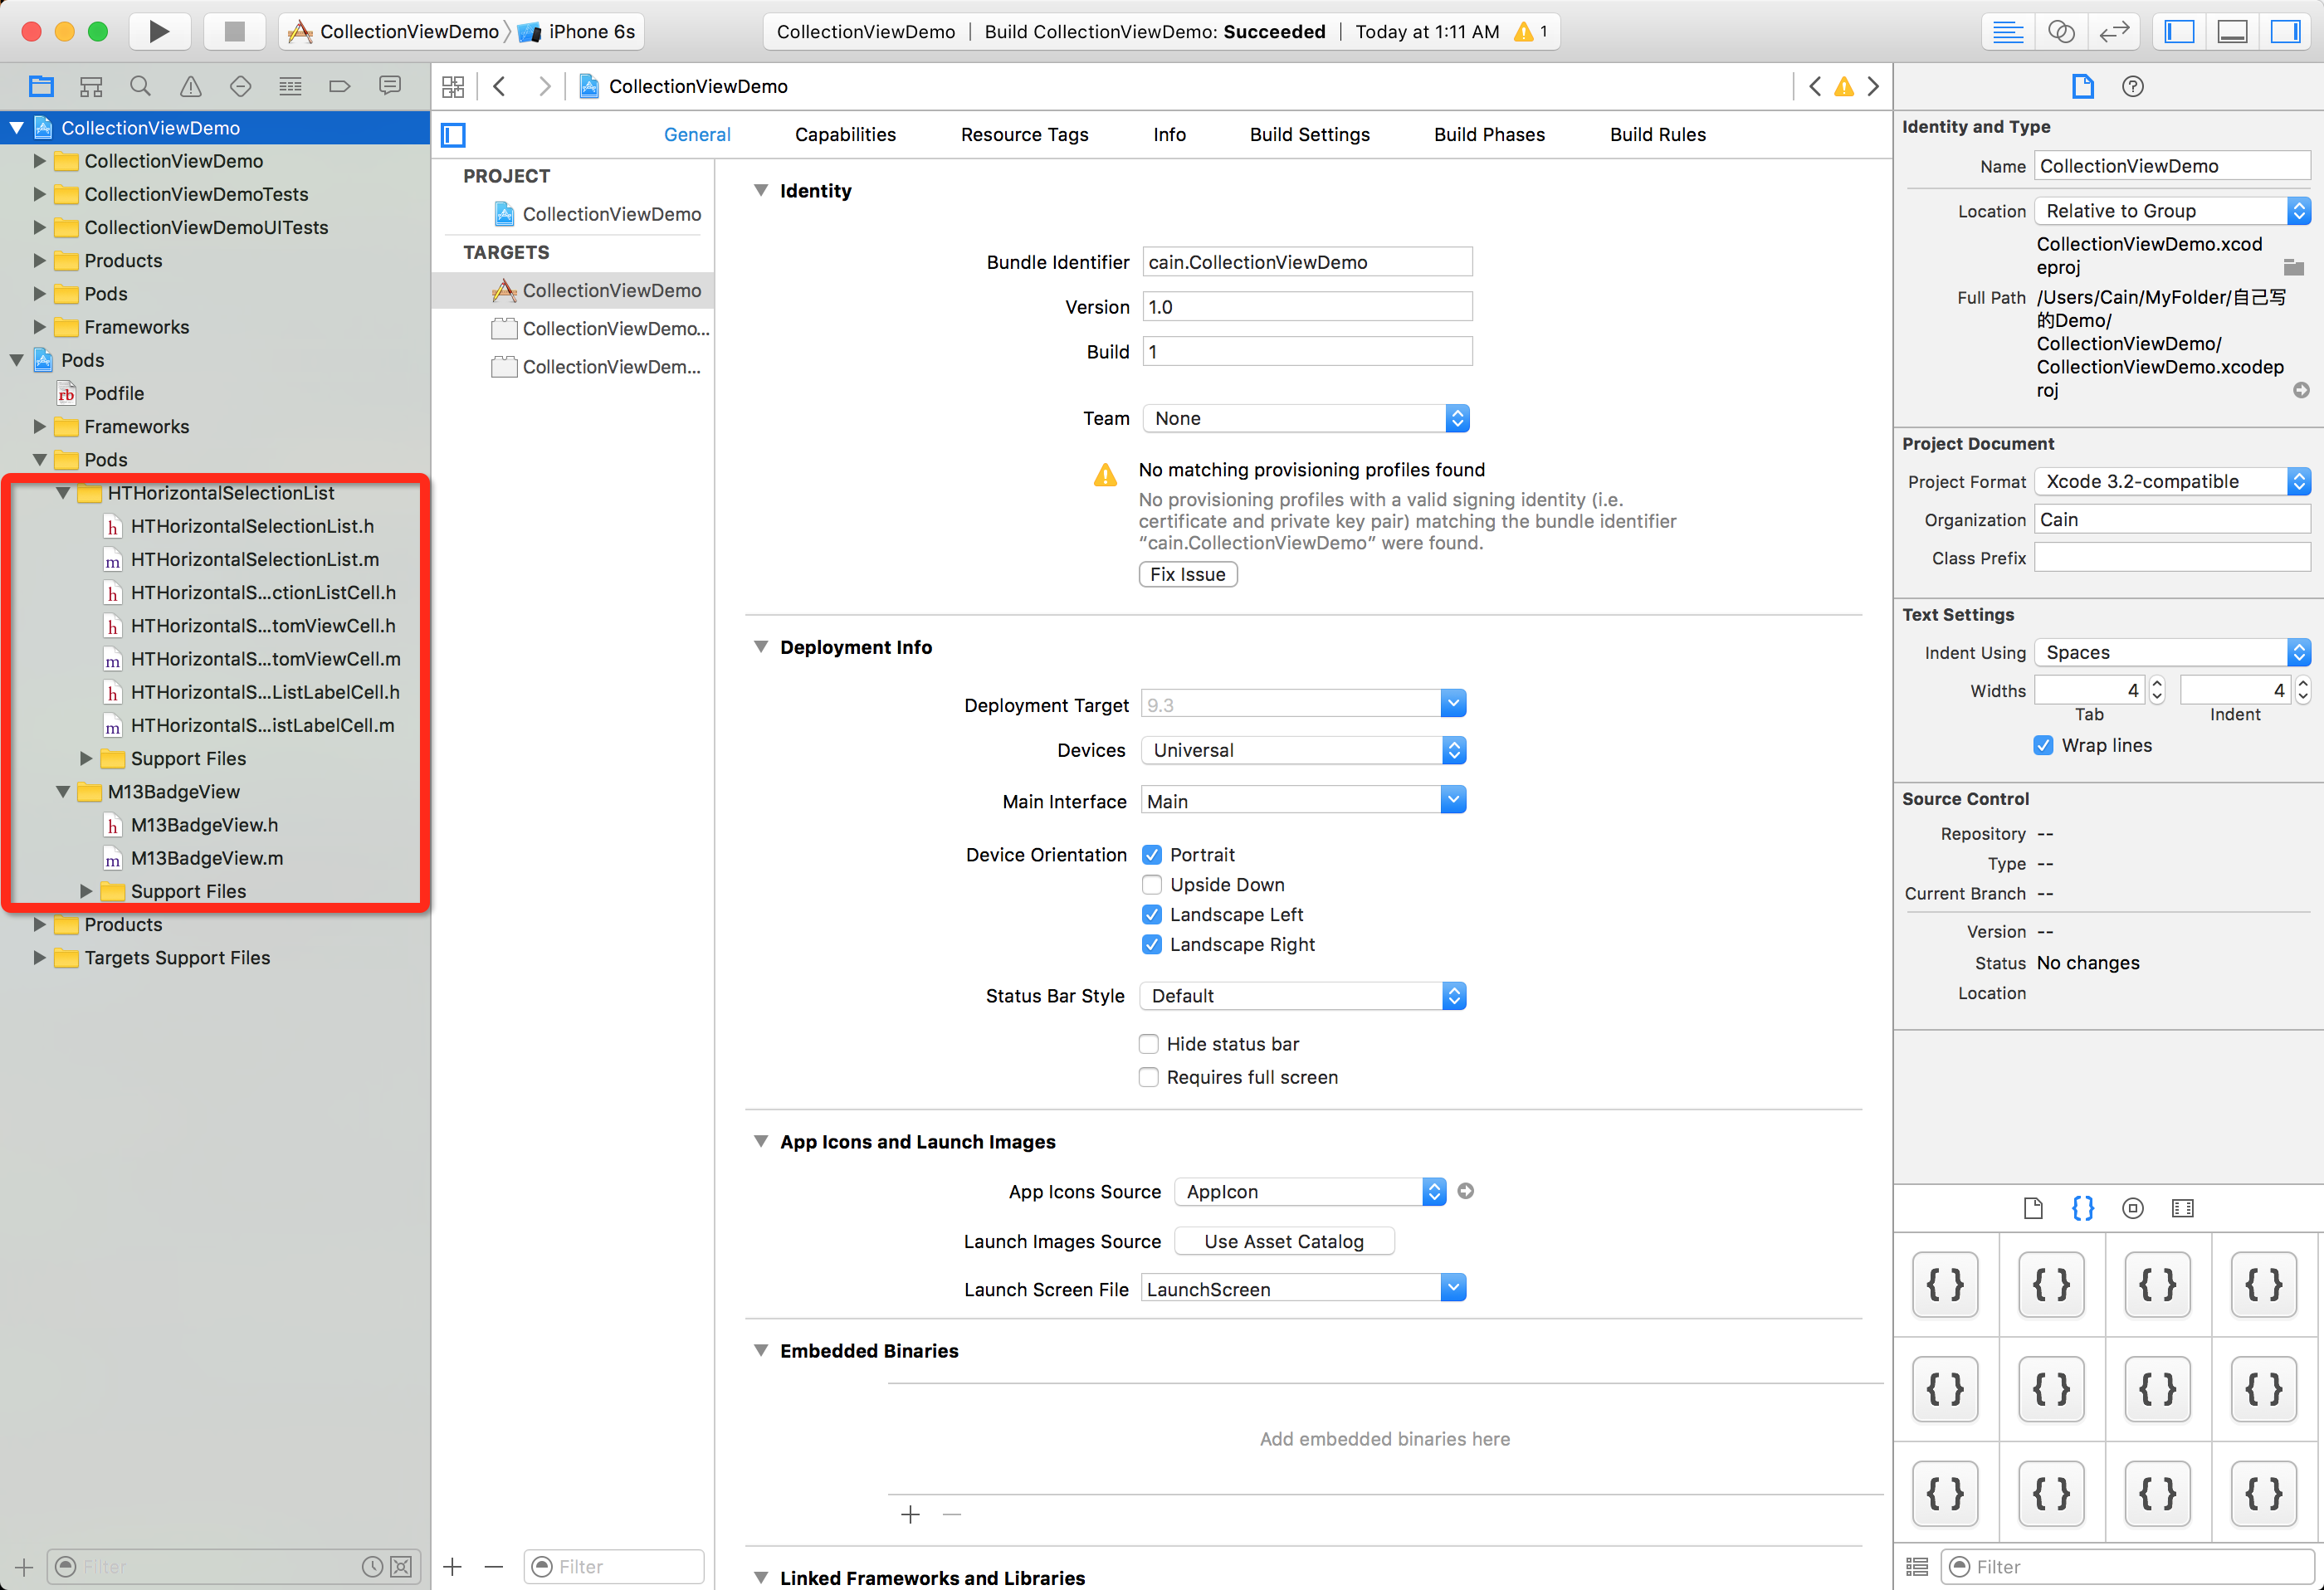 CollectionViewDemo iPhone 6s
CollectionViewDemo | Build CollectionViewDemo: Succeeded | Today at 1:11 AM 1
CollectionViewDemo
CollectionViewDemo
CollectionViewDemo
CollectionViewDemoTests
CollectionViewDemoUITests
Products
Pods
Frameworks
Pods
rb Podfile
Frameworks
Pods
HTHorizontalSelectionList
h HTHorizontalSelectionList.h
m HTHorizontalSelectionList.m
h HTHorizontalS...ctionListCell.h
h HTHorizontalS...tomViewCell.h
m HTHorizontalS...tomViewCell.m
h HTHorizontalS...ListLabelCell.h
m HTHorizontalS...istLabelCell.m
Support Files
M13BadgeView
h M13BadgeView.h
m M13BadgeView.m
Support Files
Products
Targets Support Files
Filter
General Capabilities Resource Tags Info Build Settings Build Phases Build Rules
PROJECT
CollectionViewDemo
TARGETS
CollectionViewDemo
CollectionViewDemo...
CollectionViewDem...
Filter
Identity
Bundle Identifier cain.CollectionViewDemo
Version 1.0
Build 1
Team None
No matching provisioning profiles found
No provisioning profiles with a valid signing identity (i.e.
certificate and private key pair) matching the bundle identifier
“cain.CollectionViewDemo” were found.
Fix Issue
Deployment Info
Deployment Target 9.3
Devices Universal
Main Interface Main
Device Orientation Portrait
Upside Down
Landscape Left
Landscape Right
Status Bar Style Default
Hide status bar
Requires full screen
App Icons and Launch Images
App Icons Source AppIcon
Launch Images Source Use Asset Catalog
Launch Screen File LaunchScreen
Embedded Binaries
Add embedded binaries here
Linked Frameworks and Libraries
Identity and Type
Name CollectionViewDemo
Location Relative to Group
CollectionViewDemo.xcod
eproj
Full Path /Users/Cain/MyFolder/自己写
的Demo/
CollectionViewDemo/
CollectionViewDemo.xcodep
roj
Project Document
Project Format Xcode 3.2-compatible
Organization Cain
Class Prefix
Text Settings
Indent Using Spaces
Widths 4 4
Tab Indent
Wrap lines
Source Control
Repository --
Type --
Current Branch --
Version --
Status No changes
Location
{} {} {} {}
{} {} {} {}
{} {} {} {}
Filter